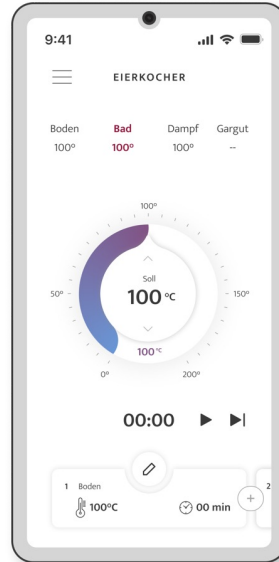 9:41
EIERKOCHER
Boden Bad Dampf Gargut
100° 100° 100° --
100°
50° 150°
Soll
100 °C
100 °C
0° 200°
00:00
1 Boden 2
100°C 00 min